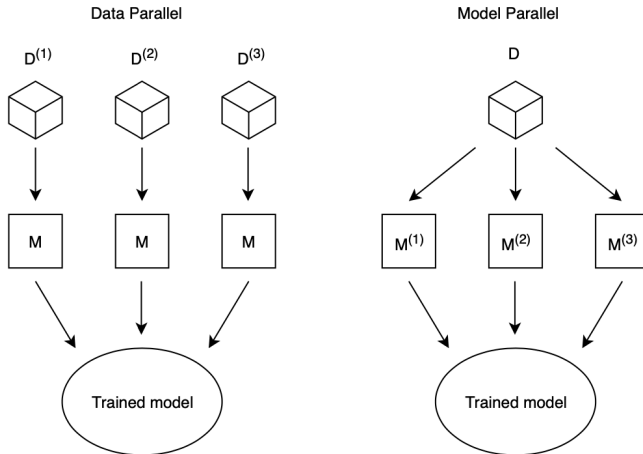 Data Parallel
D(1) D(2) D(3)
M M M
Trained model
Model Parallel
D
M(1) M(2) M(3)
Trained model